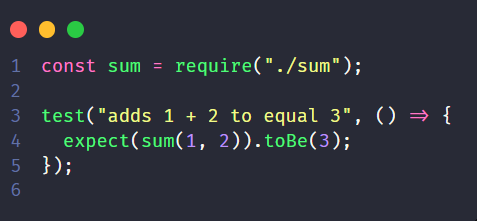 1 const sum = require("./sum");
2
3 test("adds 1 + 2 to equal 3", () => {
4   expect(sum(1, 2)).toBe(3);
5 });
6